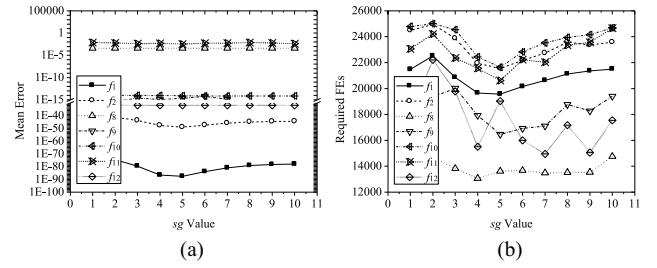 100000
1
1E-5
1E-10
1E-15
1E-40
1E-50
1E-60
1E-70
1E-80
1E-90
1E-100
Mean Error
f1
f2
f8
f9
f10
f11
f12
0 1 2 3 4 5 6 7 8 9 10 11
sg Value
(a)
26000
24000
22000
20000
18000
16000
14000
12000
Required FEs
f1
f2
f8
f9
f10
f11
f12
0 1 2 3 4 5 6 7 8 9 10 11
sg Value
(b)